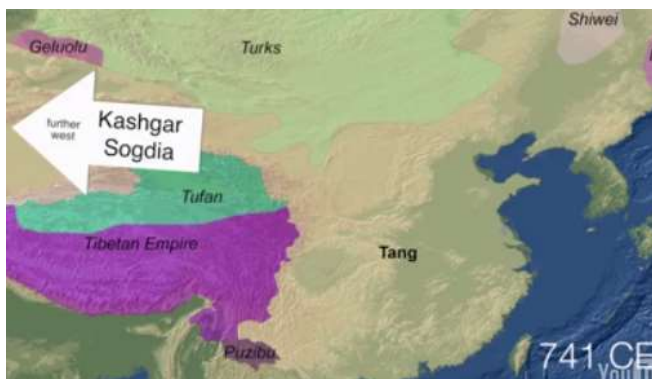 Shiwei
Geluolu
Turks
further
west
Kashgar
Sogdia
Tufan
Tibetan Empire
Tang
Puzibu
741.CE